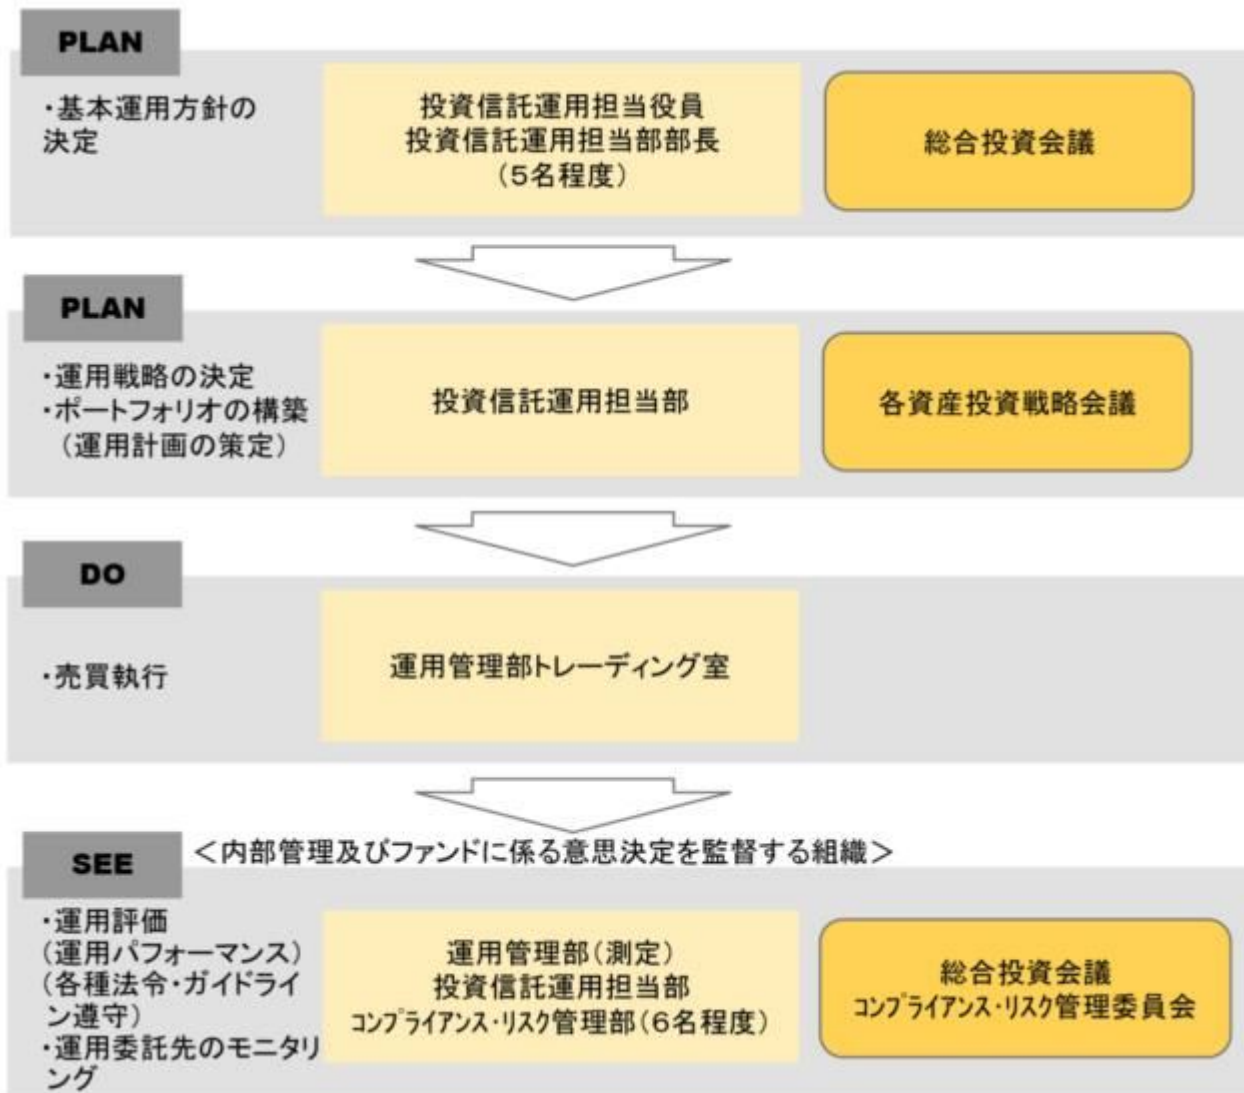 PLAN
・基本運用方針の
決定
投資信託運用担当役員
投資信託運用担当部部長
(5名程度)
総合投資会議
PLAN
・運用戦略の決定
・ポートフォリオの構築
(運用計画の策定)
投資信託運用担当部
各資産投資戦略会議
DO
・売買執行
運用管理部トレーディング室
SEE
＜内部管理及びファンドに係る意思決定を監督する組織＞
・運用評価
(運用パフォーマンス)
(各種法令・ガイドライ
ン遵守)
・運用委託先のモニタリ
ング
運用管理部(測定)
投資信託運用担当部
ｺﾝﾌﾟﾗｲｱﾝｽ・ﾘｽｸ管理部(6名程度)
総合投資会議
ｺﾝﾌﾟﾗｲｱﾝｽ・ﾘｽｸ管理委員会